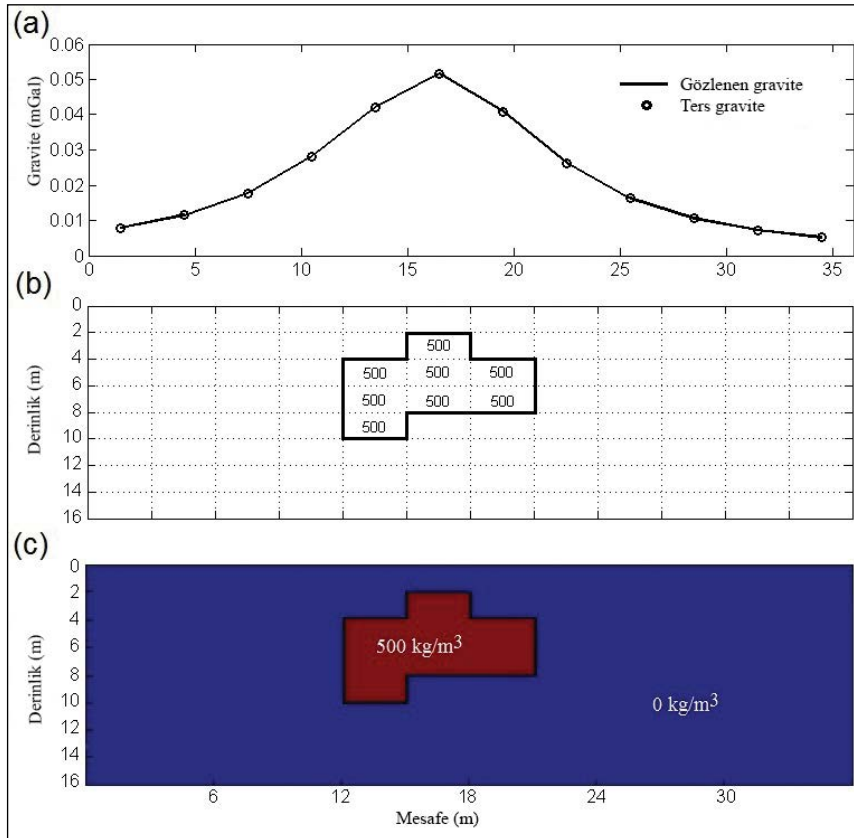 (a)
0.06
0.05
0.04
0.03
0.02
0.01
0
Gravite (mGal)
Gözlenen gravite
Ters gravite
0 5 10 15 20 25 30 35
(b)
0
2
4
6
8
10
12
14
16
Derinlik (m)
500
500 500 500
500 500 500
500
(c)
0
2
4
6
8
10
12
14
16
Derinlik (m)
500 kg/m³
0 kg/m³
6 12 18 24 30
Mesafe (m)